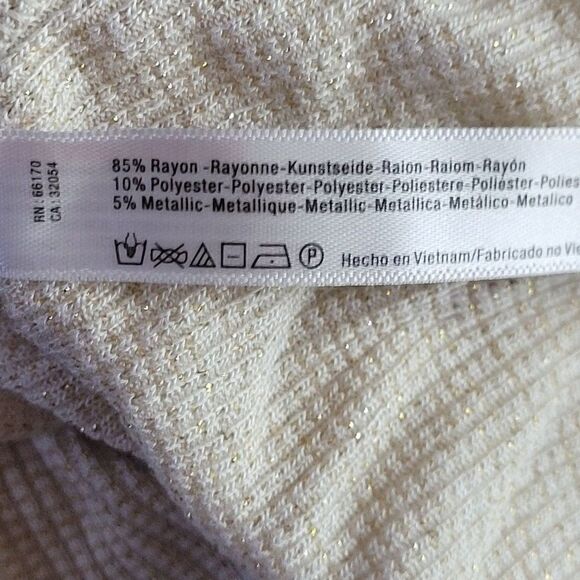 RN: 66170
CA: 32054
85% Rayon -Rayonne-Kunstseide-Raion-Raiom-Rayón
10% Polyester-Polyester-Polyester-Poliestere-Poliéster-Polies
5% Metallic-Metallique-Metallic-Metallica-Metálico-Metalico
P Hecho en Vietnam/Fabricado no Vie